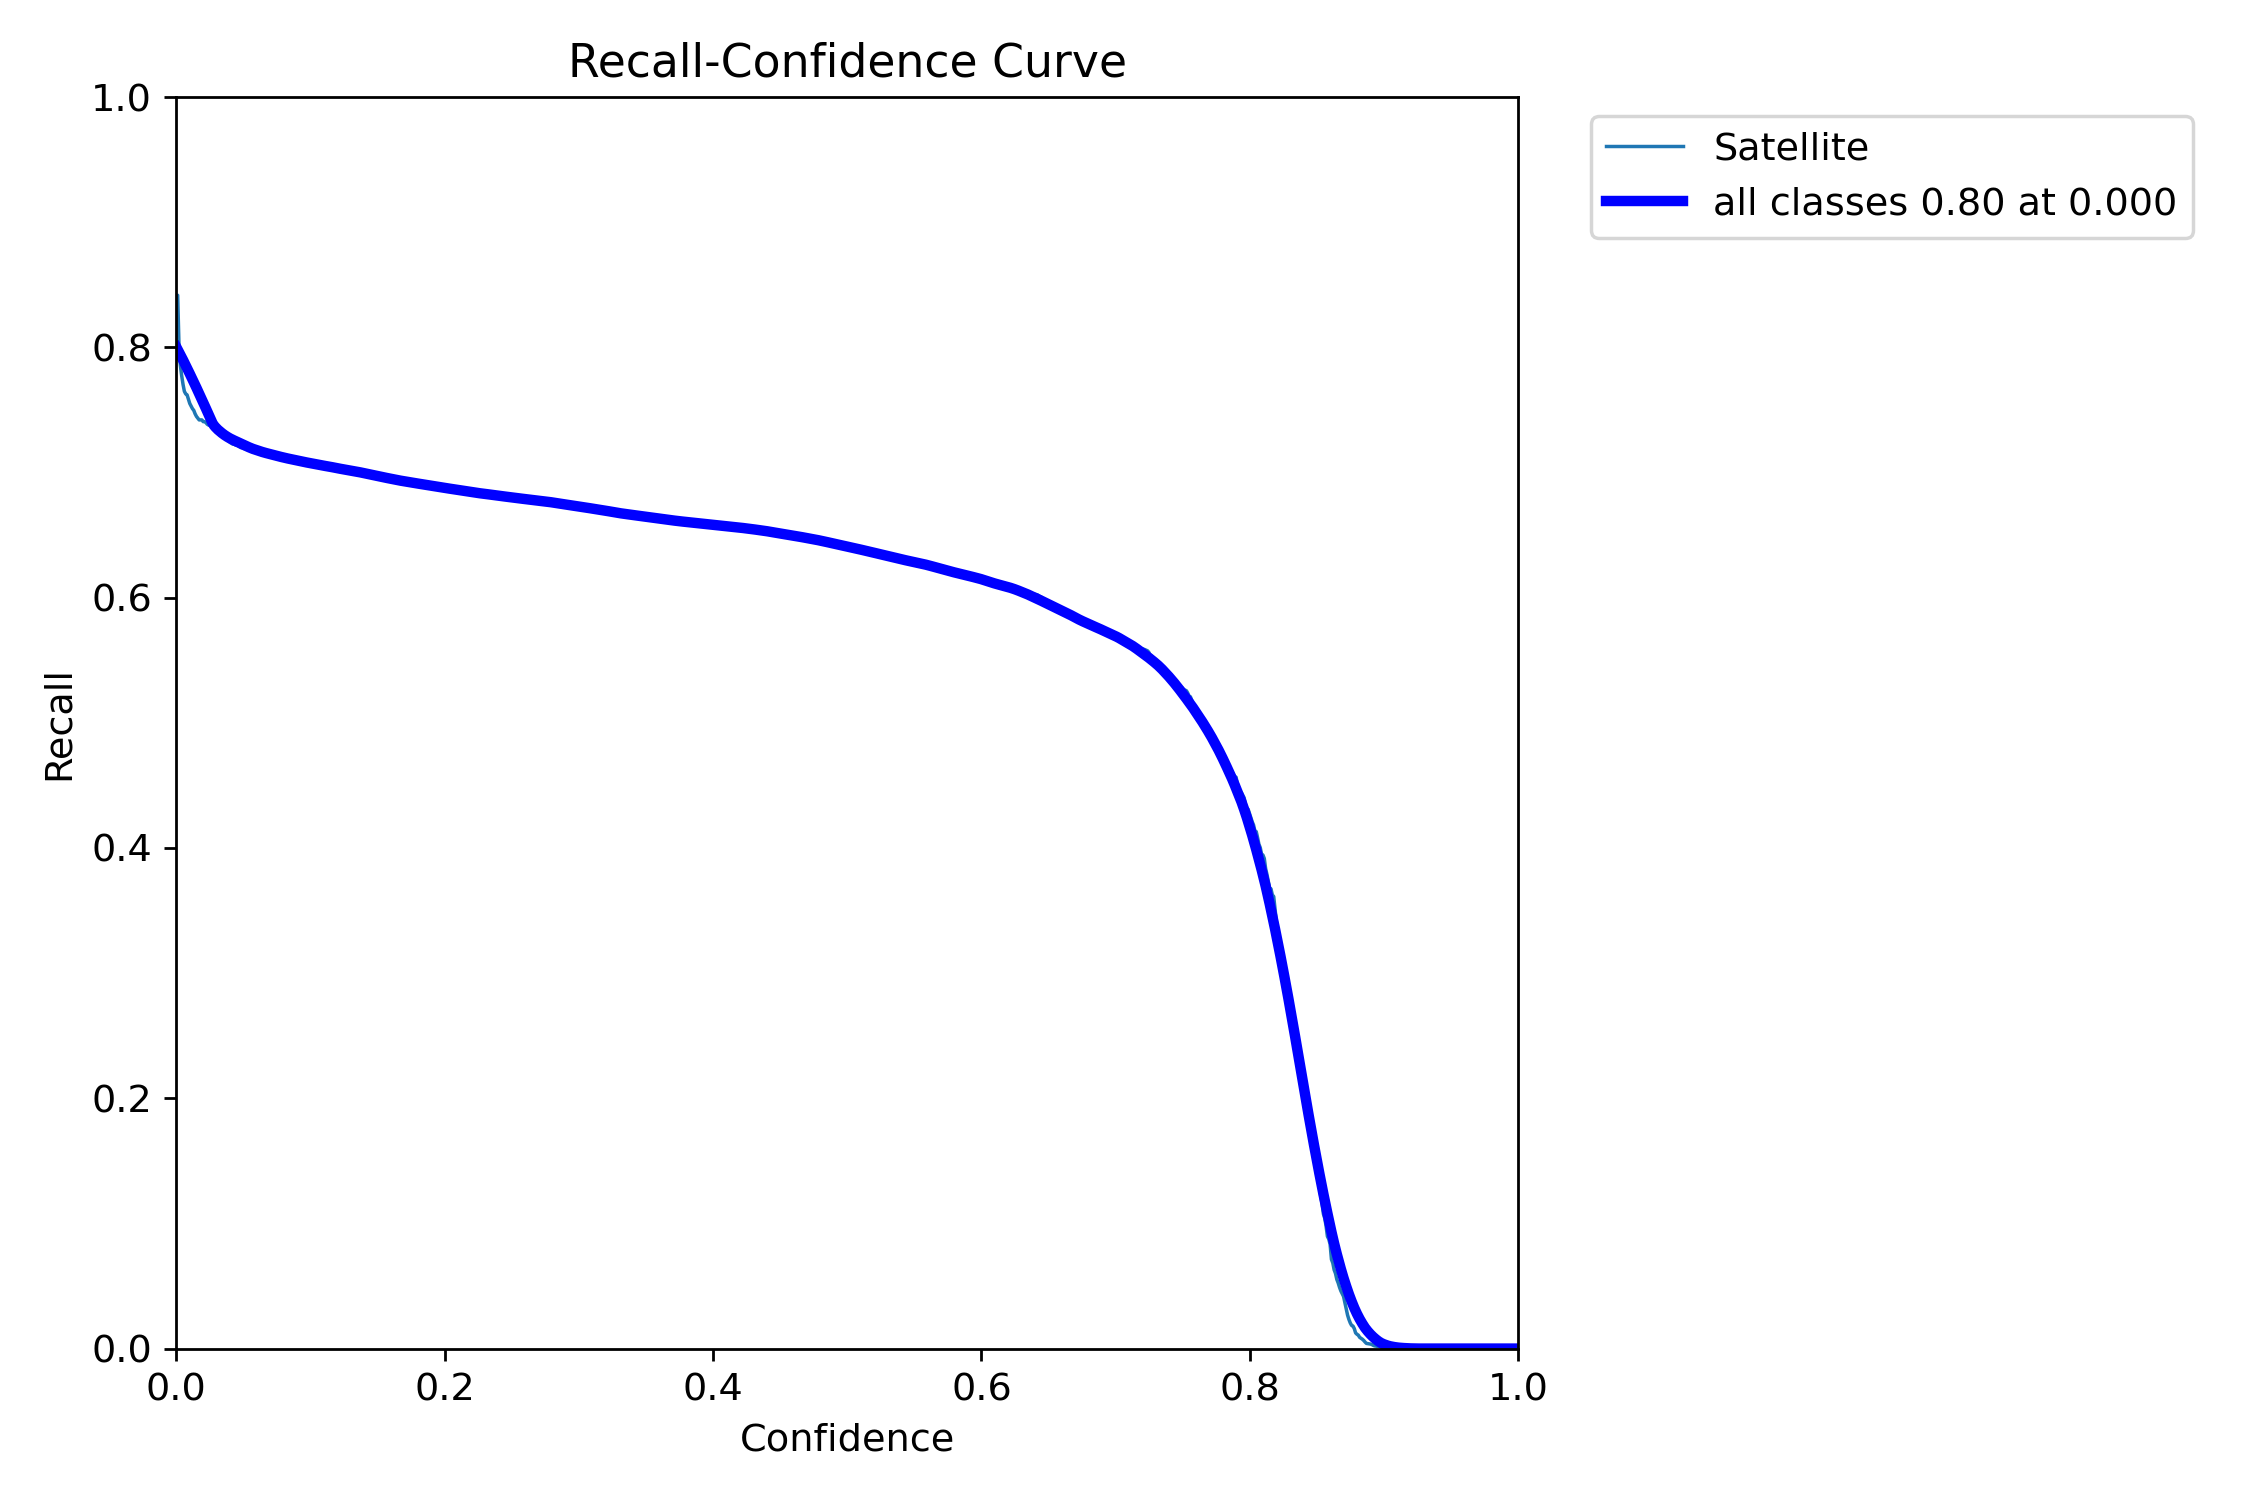 Recall-Confidence Curve
1.0
0.8
0.6
0.4
0.2
0.0
Recall
0.0 0.2 0.4 0.6 0.8 1.0
Confidence
Satellite
all classes 0.80 at 0.000